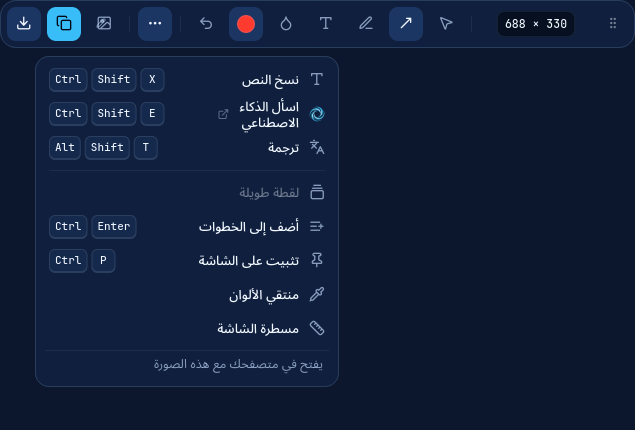 688 × 330
نسخ النص
Ctrl Shift X
اسأل الذكاء
الاصطناعي
Ctrl Shift E
ترجمة
Alt Shift T
لقطة طويلة
أضف إلى الخطوات
Ctrl Enter
تثبيت على الشاشة
Ctrl P
منتقي الألوان
مسطرة الشاشة
يفتح في متصفحك مع هذه الصورة